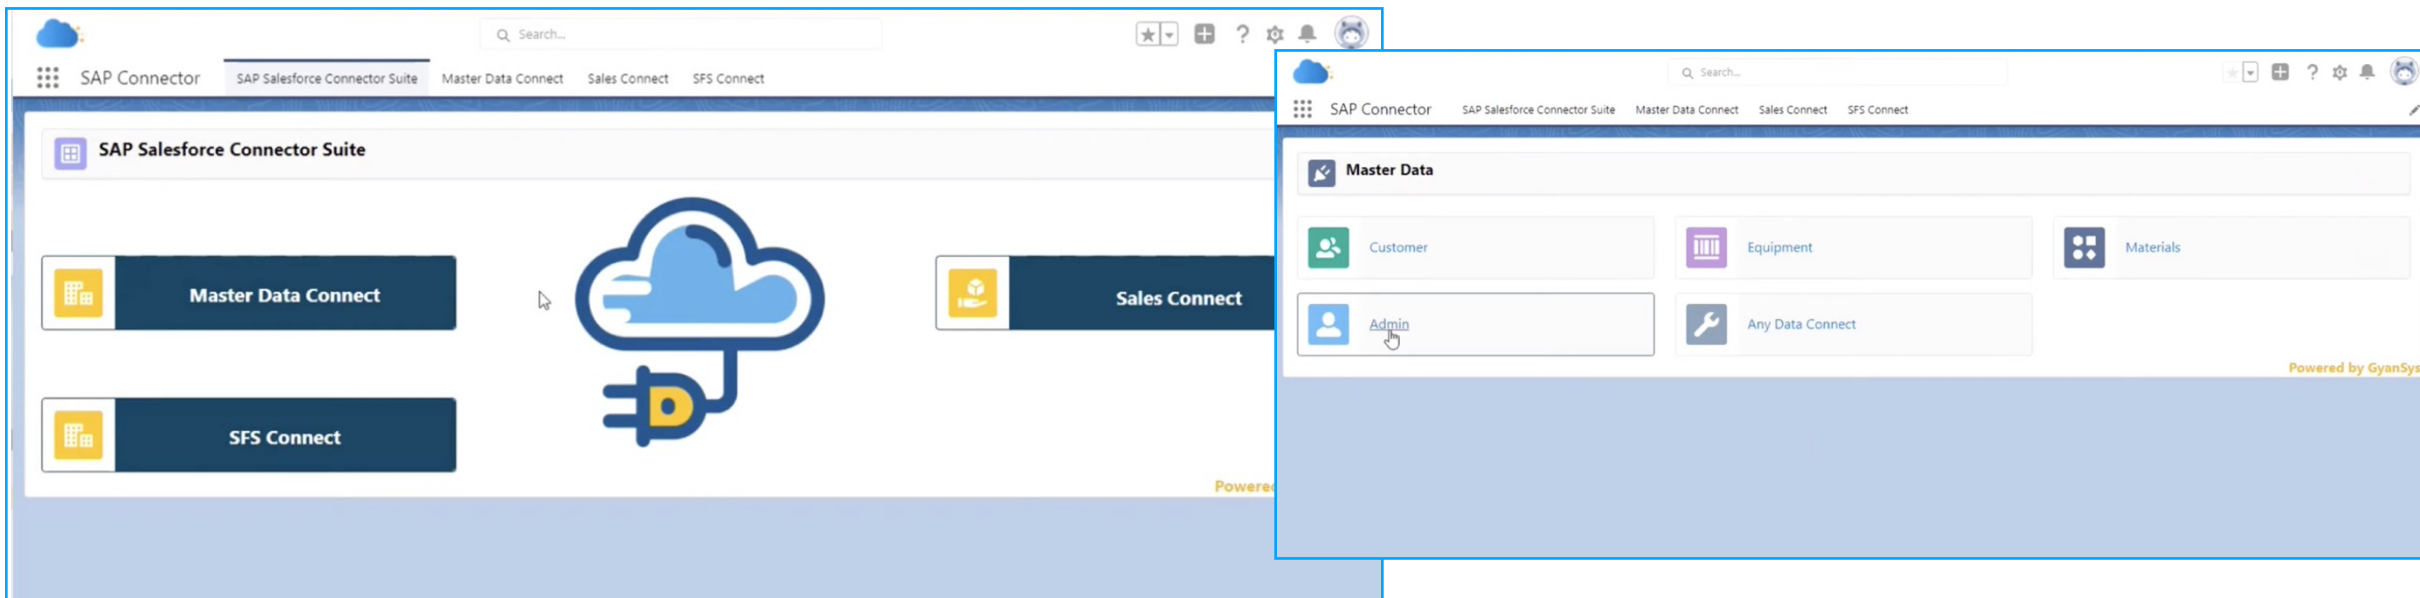 Search...
SAP Connector SAP Salesforce Connector Suite Master Data Connect Sales Connect SFS Connect
SAP Salesforce Connector Suite
Master Data Connect
Sales Connect
SFS Connect
Powered
Search...
SAP Connector SAP Salesforce Connector Suite Master Data Connect Sales Connect SFS Connect
Master Data
Customer Equipment Materials
Admin Any Data Connect
Powered by GyanSys